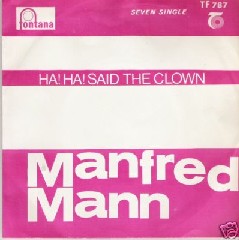 fontana
SEVEN SINGLE
TF 787
HA! HA! SAID THE CLOWN
Manfred
Mann